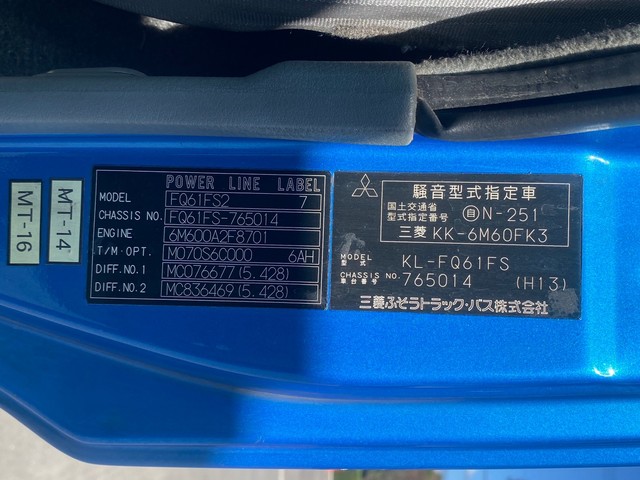 MT-16
MT-14
POWER LINE LABEL
MODEL FQ61FS2 7
CHASSIS NO. FQ61FS-765014
ENGINE 6M600A2F8701
T/M·OPT. M070S6C000 6AH
DIFF.NO.1 MC076677(5.428)
DIFF.NO.2 MC836469(5.428)
騒音型式指定車
国土交通省
型式指定番号 自N-251
三菱 KK-6M60FK3
MODEL
型式 KL-FQ61FS
CHASSIS NO.
車台番号 765014 (H13)
三菱ふそうトラック・バス株式会社